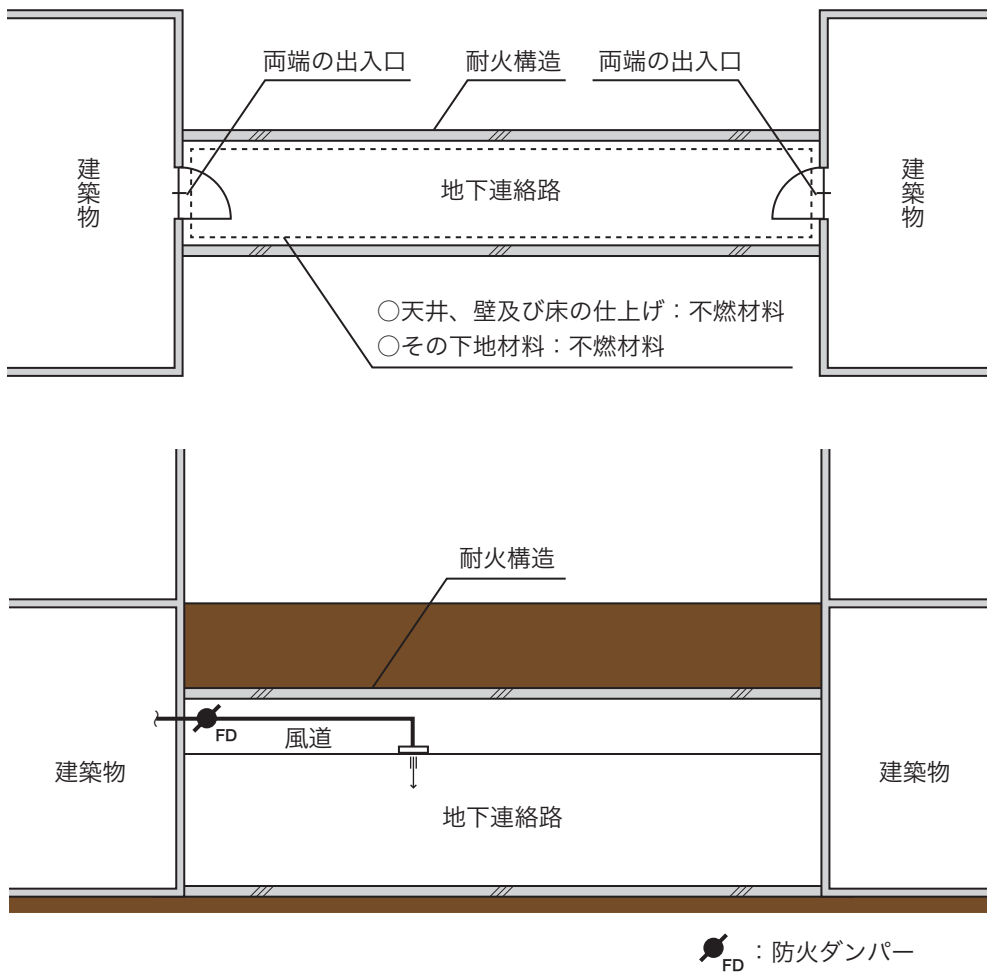 両端の出入口
耐火構造
両端の出入口
建築物
地下連絡路
建築物
○天井、壁及び床の仕上げ：不燃材料
○その下地材料：不燃材料
耐火構造
FD
風道
建築物
建築物
地下連絡路
FD：防火ダンパー